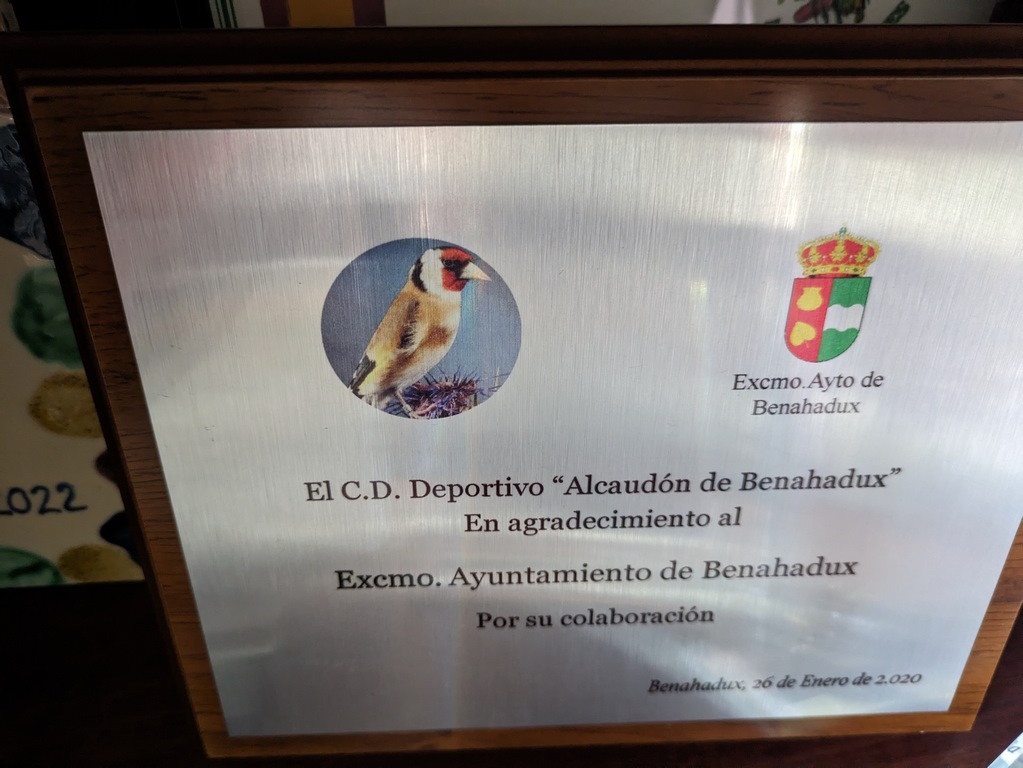 Excmo.Ayto de
Benahadux
El C.D. Deportivo “Alcaudón de Benahadux”
En agradecimiento al
Excmo. Ayuntamiento de Benahadux
Por su colaboración
Benahadux, 26 de Enero de 2.020
2022